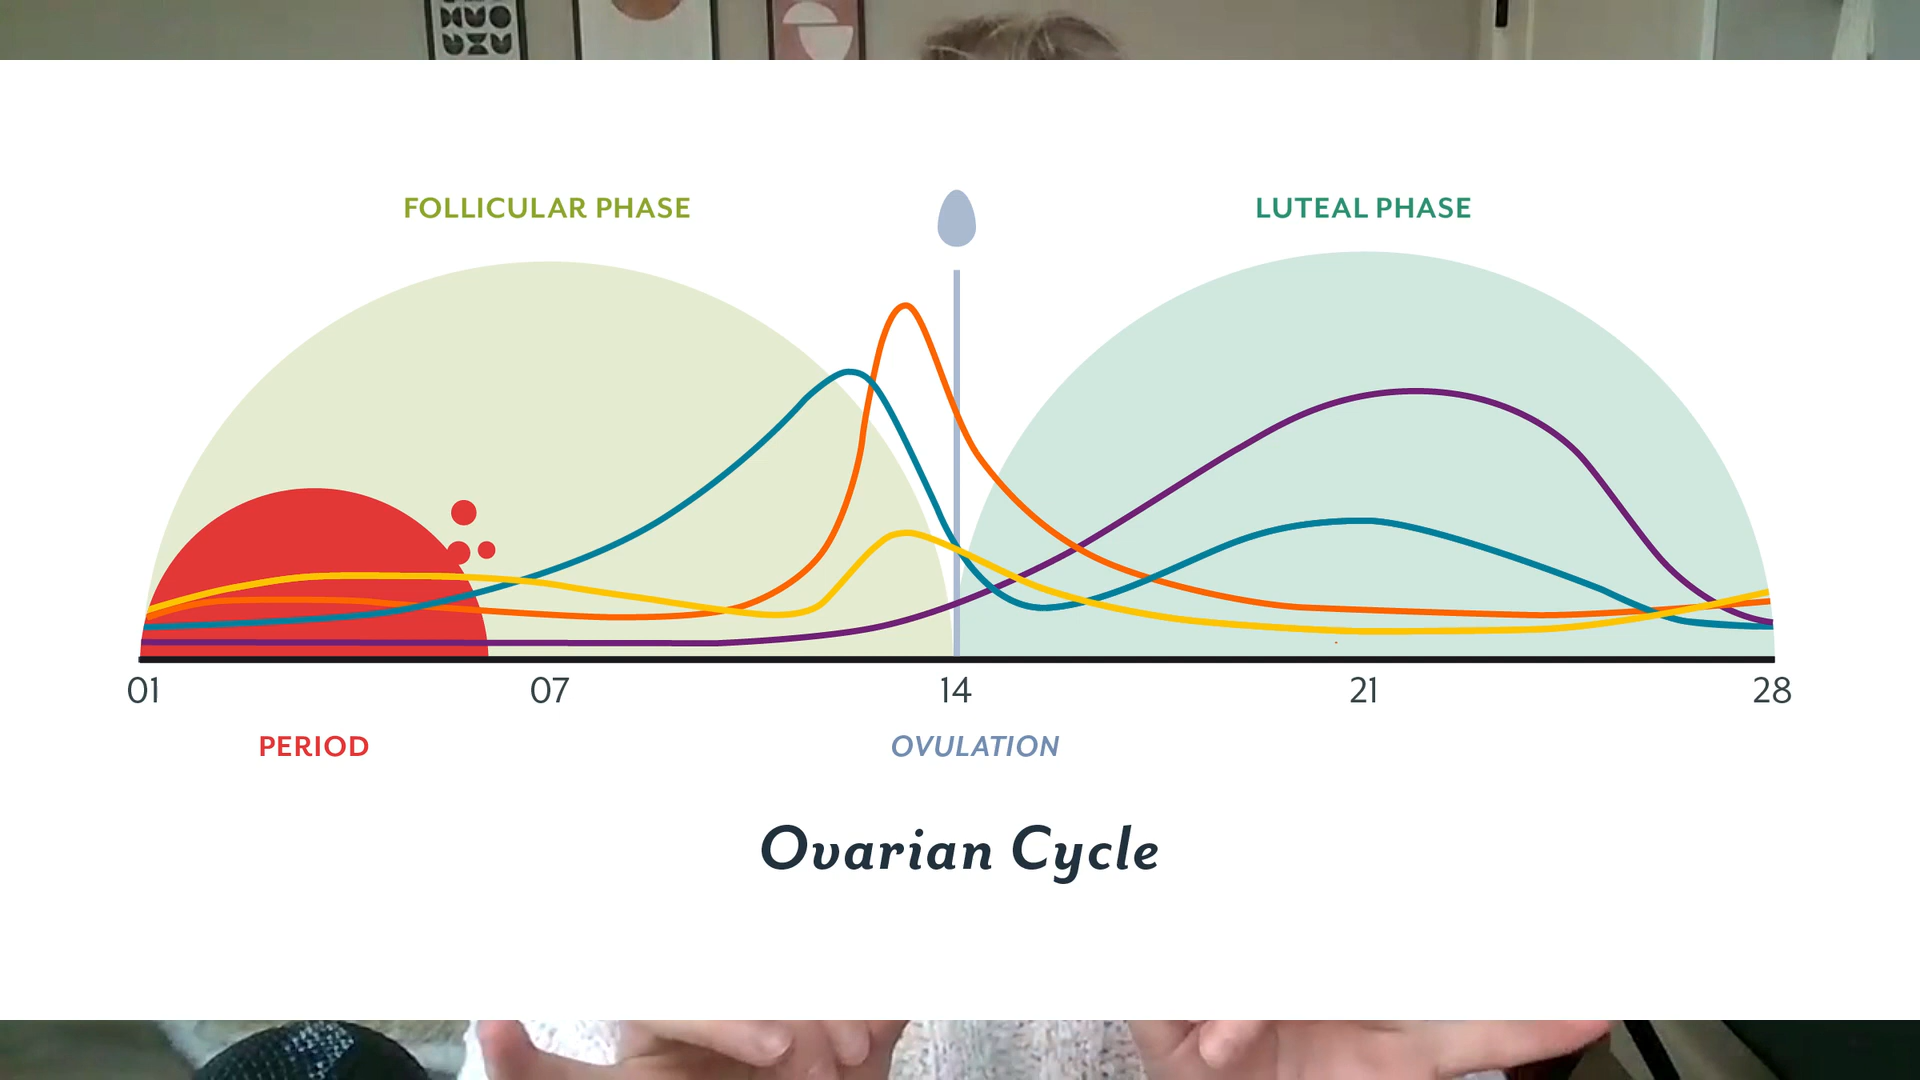 FOLLICULAR PHASE
LUTEAL PHASE
01 07 14 21 28
PERIOD
OVULATION
Ovarian Cycle